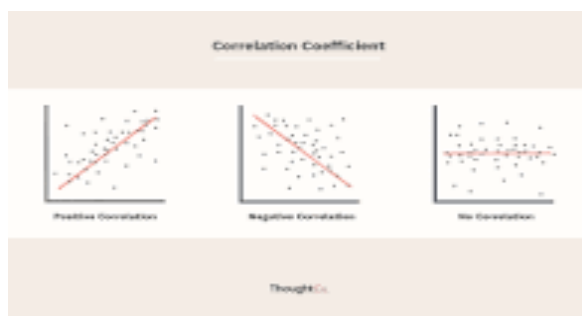 Correlation Coefficient
Positive Correlation
Negative Correlation
No Correlation
ThoughtCo.